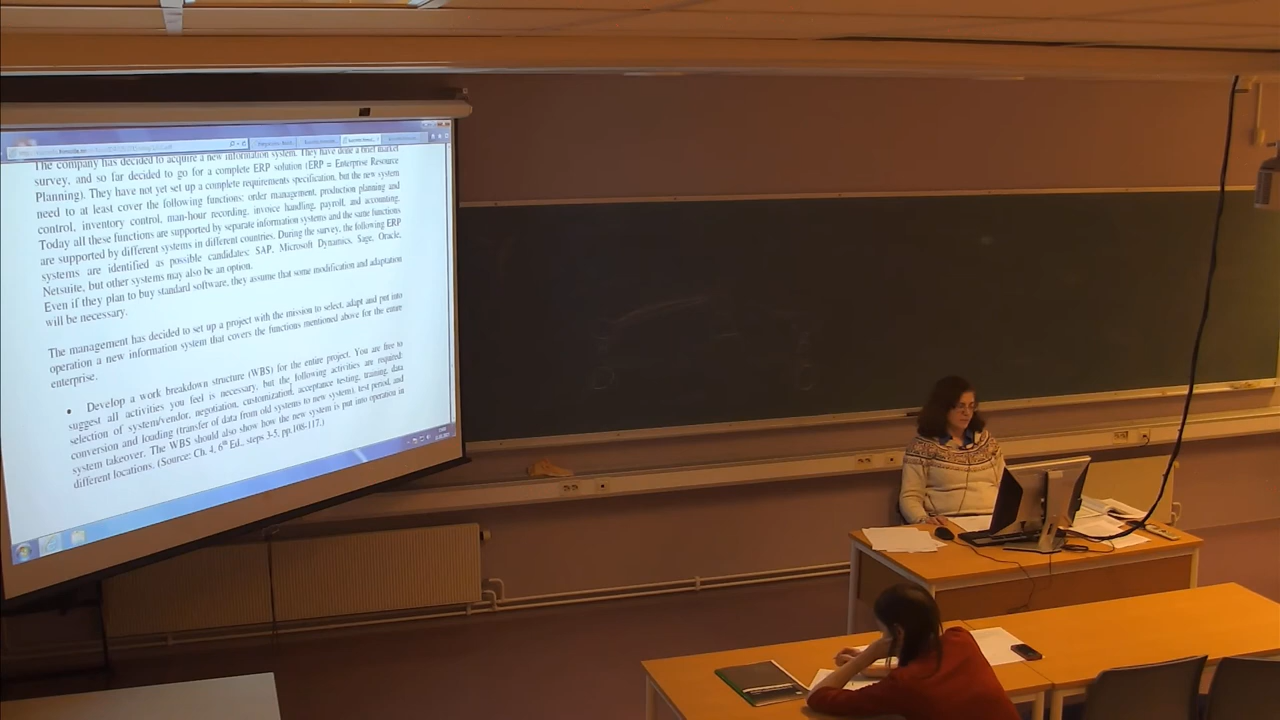 The company has decided to acquire a new information system. They have done a brief market
survey, and so far decided to go for a complete ERP solution (ERP = Enterprise Resource
Planning). They have not yet set up a complete requirements specification, but the new system
need to at least cover the following functions: order management, production planning and
control, inventory control, man-hour recording, invoice handling, payroll, and accounting.
Today all these functions are supported by separate information systems and the same functions
are supported by different systems in different countries. During the survey, the following ERP
systems are identified as possible candidates: SAP, Microsoft Dynamics, Sage, Oracle,
Netsuite, but other systems may also be an option.
Even if they plan to buy standard software, they assume that some modification and adaptation
will be necessary.
The management has decided to set up a project with the mission to select, adapt and put into
operation a new information system that covers the functions mentioned above for the entire
enterprise.
• Develop a work breakdown structure (WBS) for the entire project. You are free to
suggest all activities you feel is necessary, but the following activities are required:
selection of system/vendor, negotiation, customization, acceptance testing, training, data
conversion and loading (transfer of data from old systems to new system), test period, and
system takeover. The WBS should also show how the new system is put into operation in
different locations. (Source: Ch. 4, 6th Ed., steps 3-5, pp.108-117.)